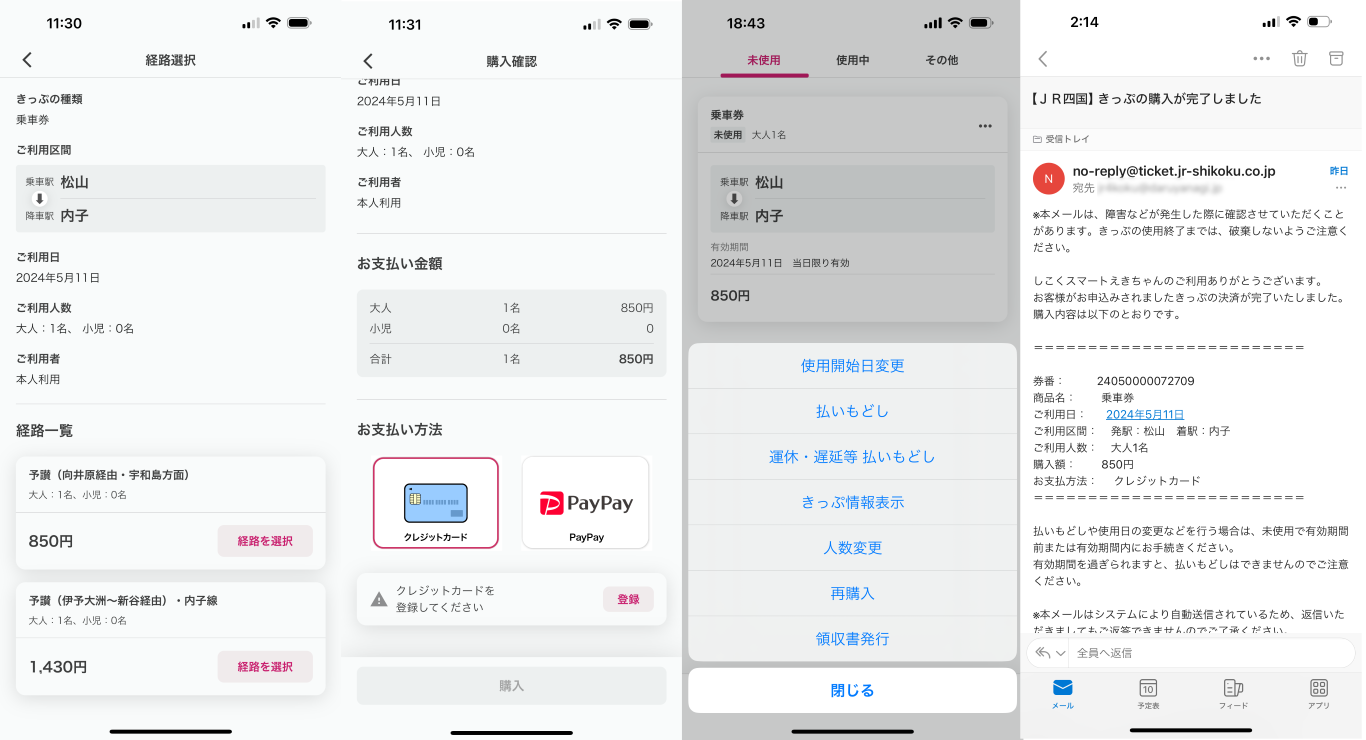 11:30
経路選択
きっぷの種類
乗車券
ご利用区間
乗車駅 松山
降車駅 内子
ご利用日
2024年5月11日
ご利用人数
大人：1名、 小児：0名
ご利用者
本人利用
経路一覧
予讃（向井原経由・宇和島方面）
大人：1名、小児：0名
850円 経路を選択
予讃（伊予大洲〜新谷経由）・内子線
大人：1名、小児：0名
1,430円 経路を選択
11:31
購入確認
ご利用日
2024年5月11日
ご利用人数
大人：1名、 小児：0名
ご利用者
本人利用
お支払い金額
大人 1名 850円
小児 0名 0
合計 1名 850円
お支払い方法
クレジットカード
PayPay
PayPay
クレジットカードを
登録してください
登録
購入
18:43
未使用 使用中 その他
乗車券
未使用 大人1名
乗車駅 松山
降車駅 内子
有効期間
2024年5月11日 当日限り有効
850円
使用開始日変更
払いもどし
運休・遅延等 払いもどし
きっぷ情報表示
人数変更
再購入
領収書発行
閉じる
2:14
【ＪＲ四国】きっぷの購入が完了しました
受信トレイ
N
no-reply@ticket.jr-shikoku.co.jp 昨日
宛先
※本メールは、障害などが発生した際に確認させていただくこと
があります。きっぷの使用終了までは、破棄しないようご注意く
ださい。
しこくスマートえきちゃんのご利用ありがとうございます。
お客様がお申込みされましたきっぷの決済が完了いたしました。
購入内容は以下のとおりです。
＝＝＝＝＝＝＝＝＝＝＝＝＝＝＝＝＝＝＝＝＝＝＝＝＝
券番： 24050000072709
商品名： 乗車券
ご利用日： 2024年5月11日
ご利用区間： 発駅：松山 着駅：内子
ご利用人数： 大人1名
購入額： 850円
お支払方法： クレジットカード
＝＝＝＝＝＝＝＝＝＝＝＝＝＝＝＝＝＝＝＝＝＝＝＝＝
払いもどしや使用日の変更などを行う場合は、未使用で有効期間
前または有効期間内にお手続きください。
有効期間を過ぎられますと、払いもどしはできませんのでご注意
ください。
※本メールはシステムにより自動送信されているため、返信いた
だきましてもご返答できませんのでご了承ください。
全員へ返信
10
メール 予定表 フィード アプリ